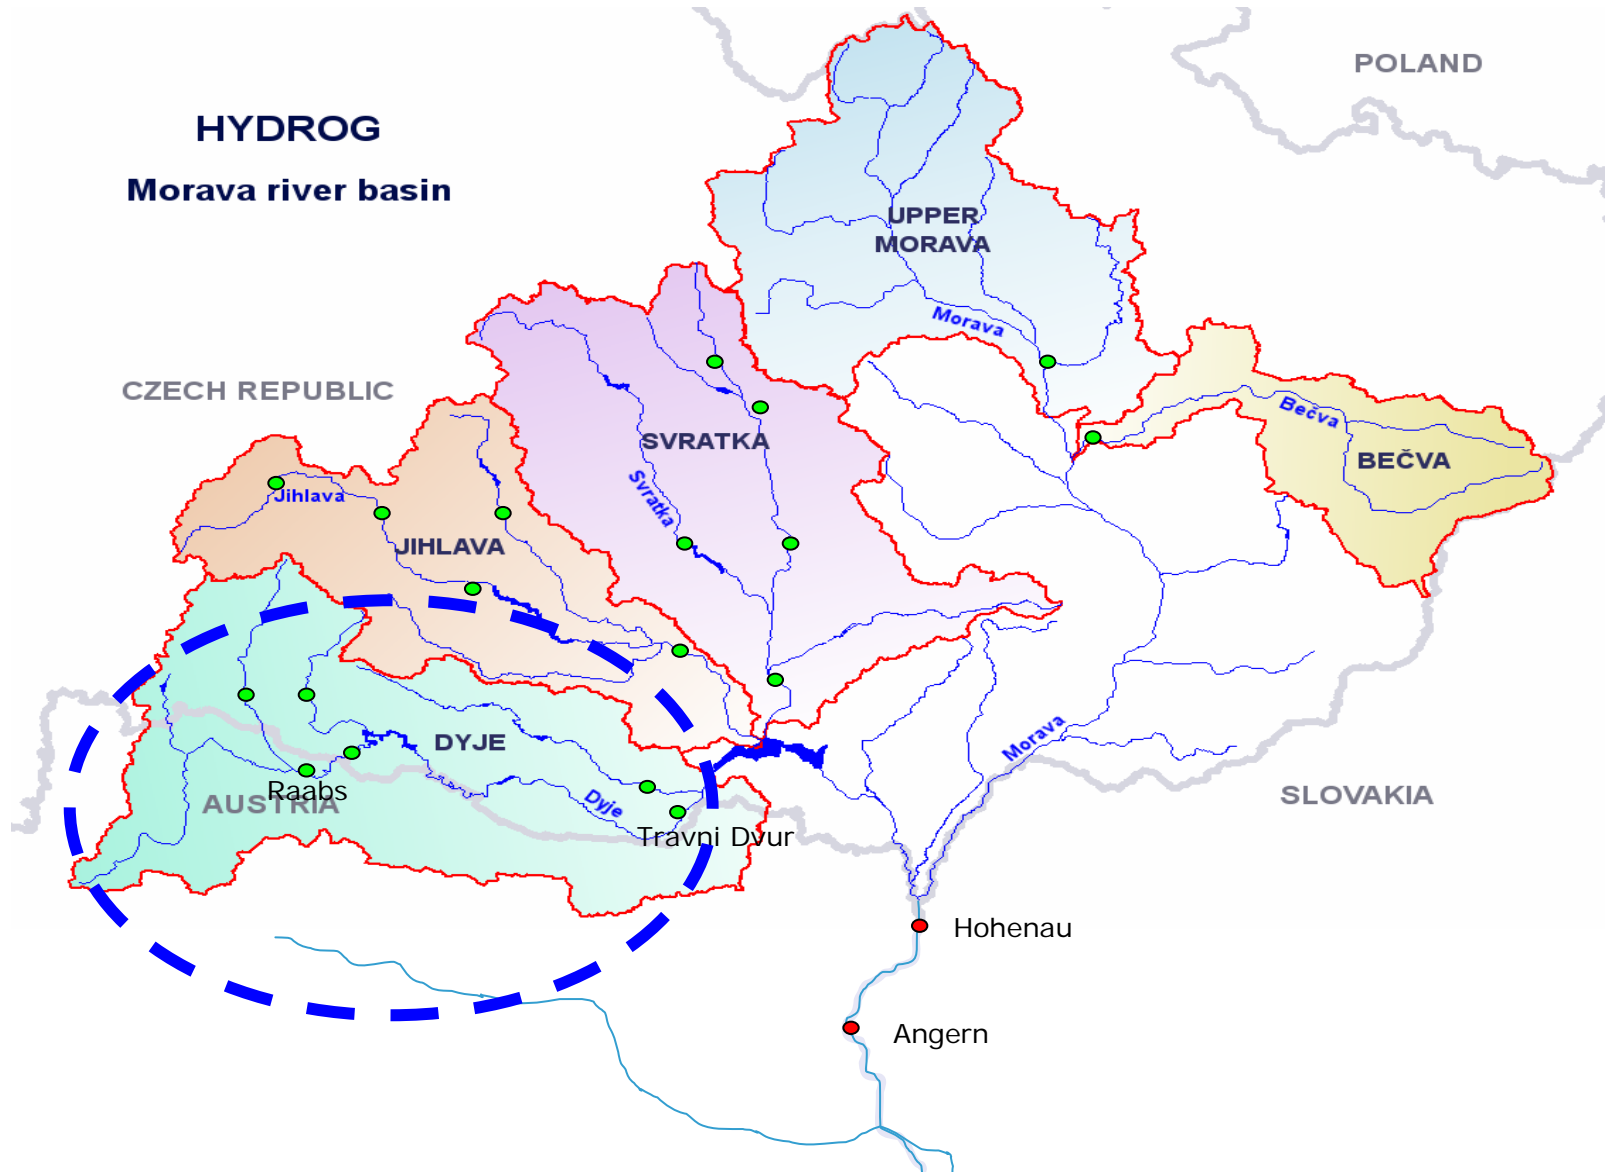 POLAND
HYDROG
Morava river basin
UPPER
MORAVA
Morava
CZECH REPUBLIC
Bečva
SVRATKA
BEČVA
Svratka
Jihlava
JIHLAVA
DYJE
Morava
Raabs
AUSTRIA
Dyje
SLOVAKIA
Travni Dvur
Hohenau
Angern